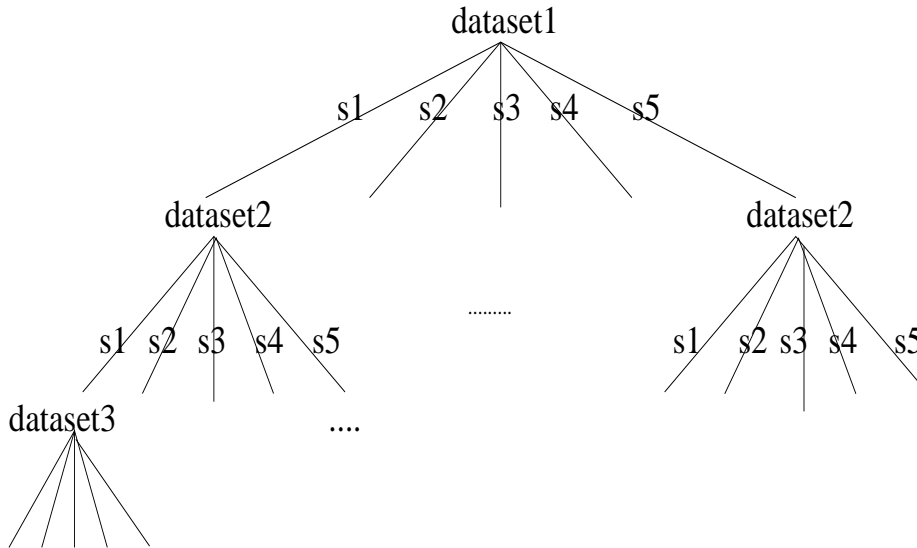 dataset1
s1 s2 s3 s4 s5
dataset2 dataset2
.........
s1 s2 s3 s4 s5 s1 s2 s3 s4 s5
dataset3 ....